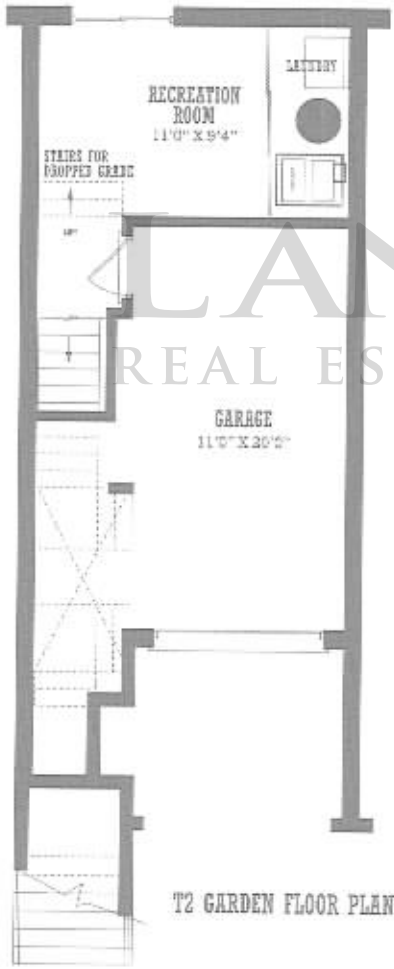 LAUNDRY
RECREATION
ROOM
11'0" X 9'4"
STAIRS FOR
DROPPED GRADE
UP
LAN
REAL ES
GARAGE
11'0" X 20'5"
T2 GARDEN FLOOR PLAN